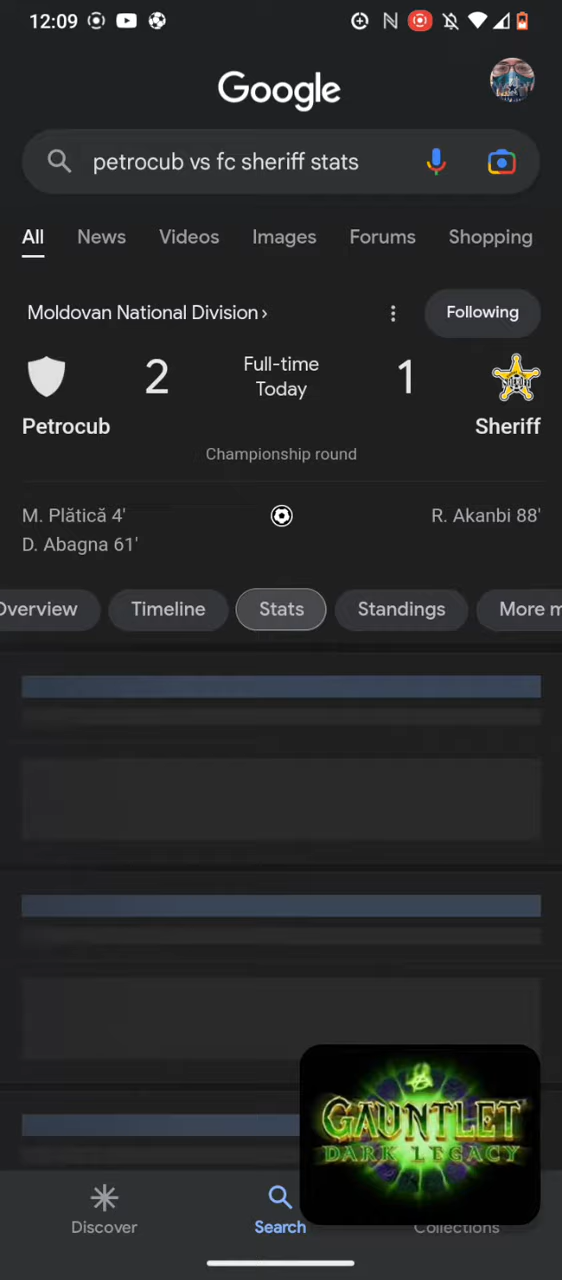 12:09
Google
petrocub vs fc sheriff stats
All News Videos Images Forums Shopping
Moldovan National Division ›
Following
2 Full-time 1
Today
Petrocub Sheriff
Championship round
M. Plătică 4' R. Akanbi 88'
D. Abagna 61'
Overview Timeline Stats Standings More m
GAUNTLET
DARK LEGACY
Discover Search Collections